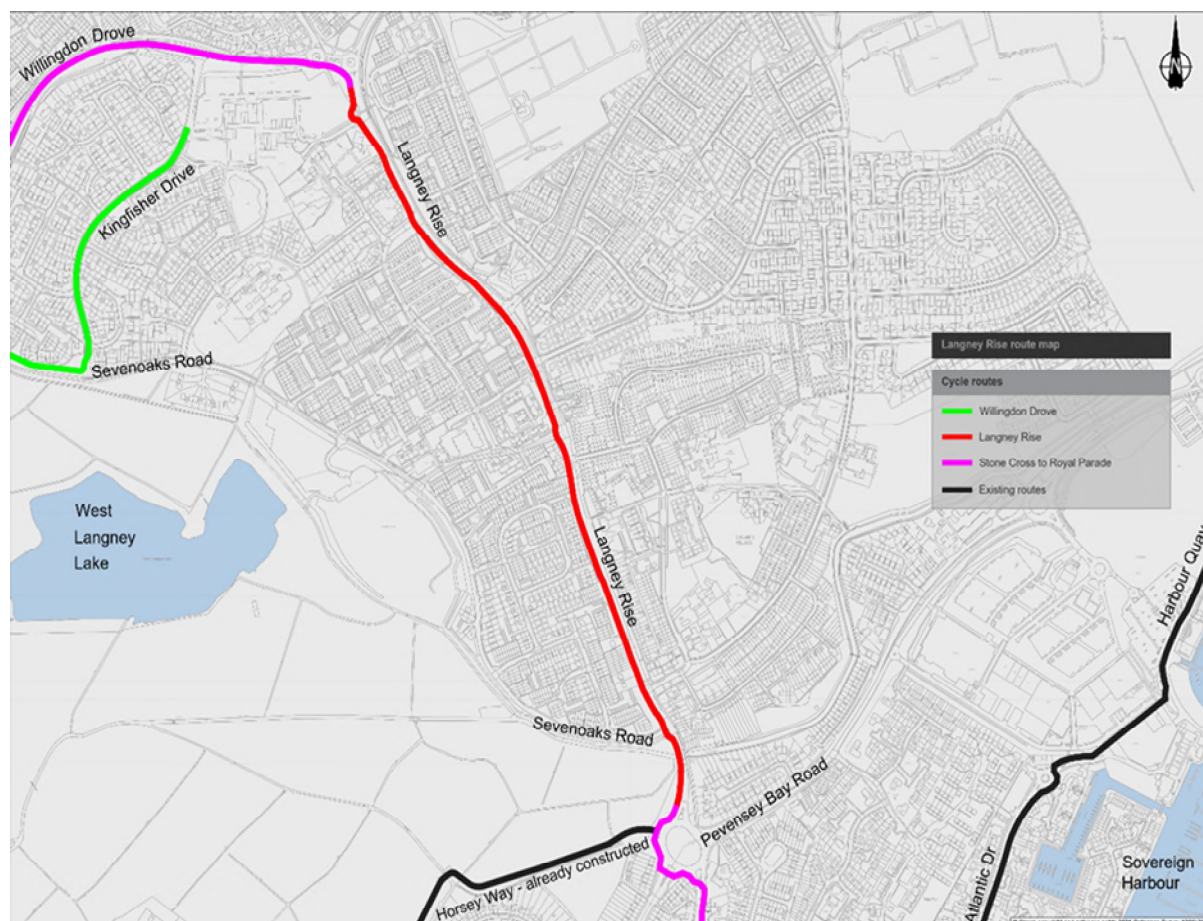 Willingdon Drove
N
Langney Rise
Kingfisher Drive
Sevenoaks Road
Langney Rise route map
Cycle routes
Willingdon Drove
Langney Rise
Stone Cross to Royal Parade
Existing routes
West
Langney
Lake
Langney Rise
Harbour Quay
Sevenoaks Road
Pevensey Bay Road
Horsey Way - already constructed
Atlantic Dr
Sovereign
Harbour